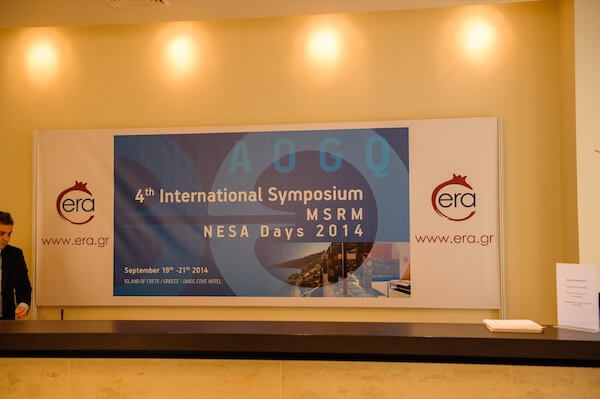 AOGQ
4th International Symposium
MSRM
NESA Days 2014
September 19th -21th 2014
ISLAND OF CRETE / GREECE | DAIOS COVE HOTEL
era
www.era.gr
era
www.era.gr